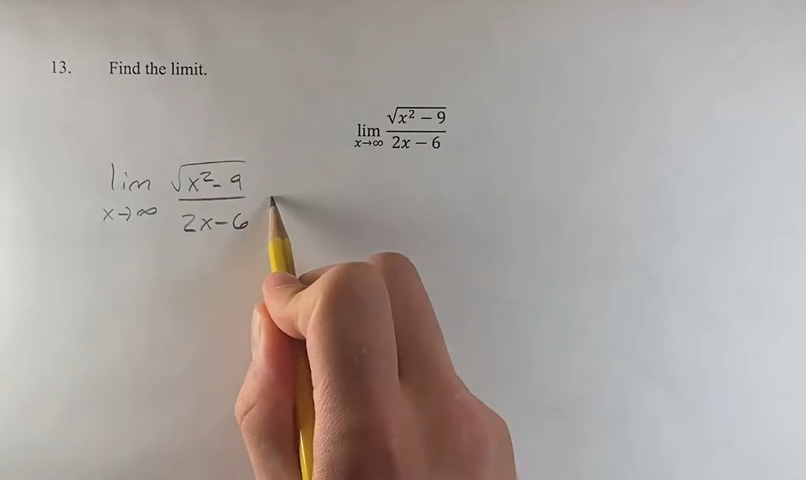 13. Find the limit.
lim x→∞ √(x² − 9) / (2x − 6)
lim x→∞ √(x² - 9) / (2x - 6)